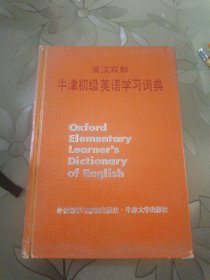 英汉双解
牛津初级英语学习词典
Oxford
Elementary
Learner's
Dictionary
of English
外语教学与研究出版社·牛津大学出版社